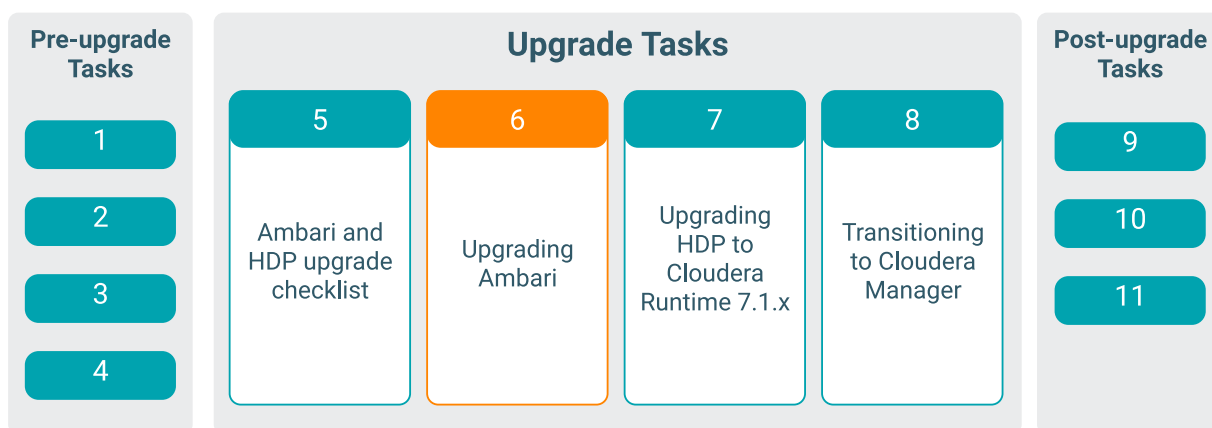 Pre-upgrade
Tasks
1
2
3
4
Upgrade Tasks
5
Ambari and
HDP upgrade
checklist
6
Upgrading
Ambari
7
Upgrading
HDP to
Cloudera
Runtime 7.1.x
8
Transitioning
to Cloudera
Manager
Post-upgrade
Tasks
9
10
11